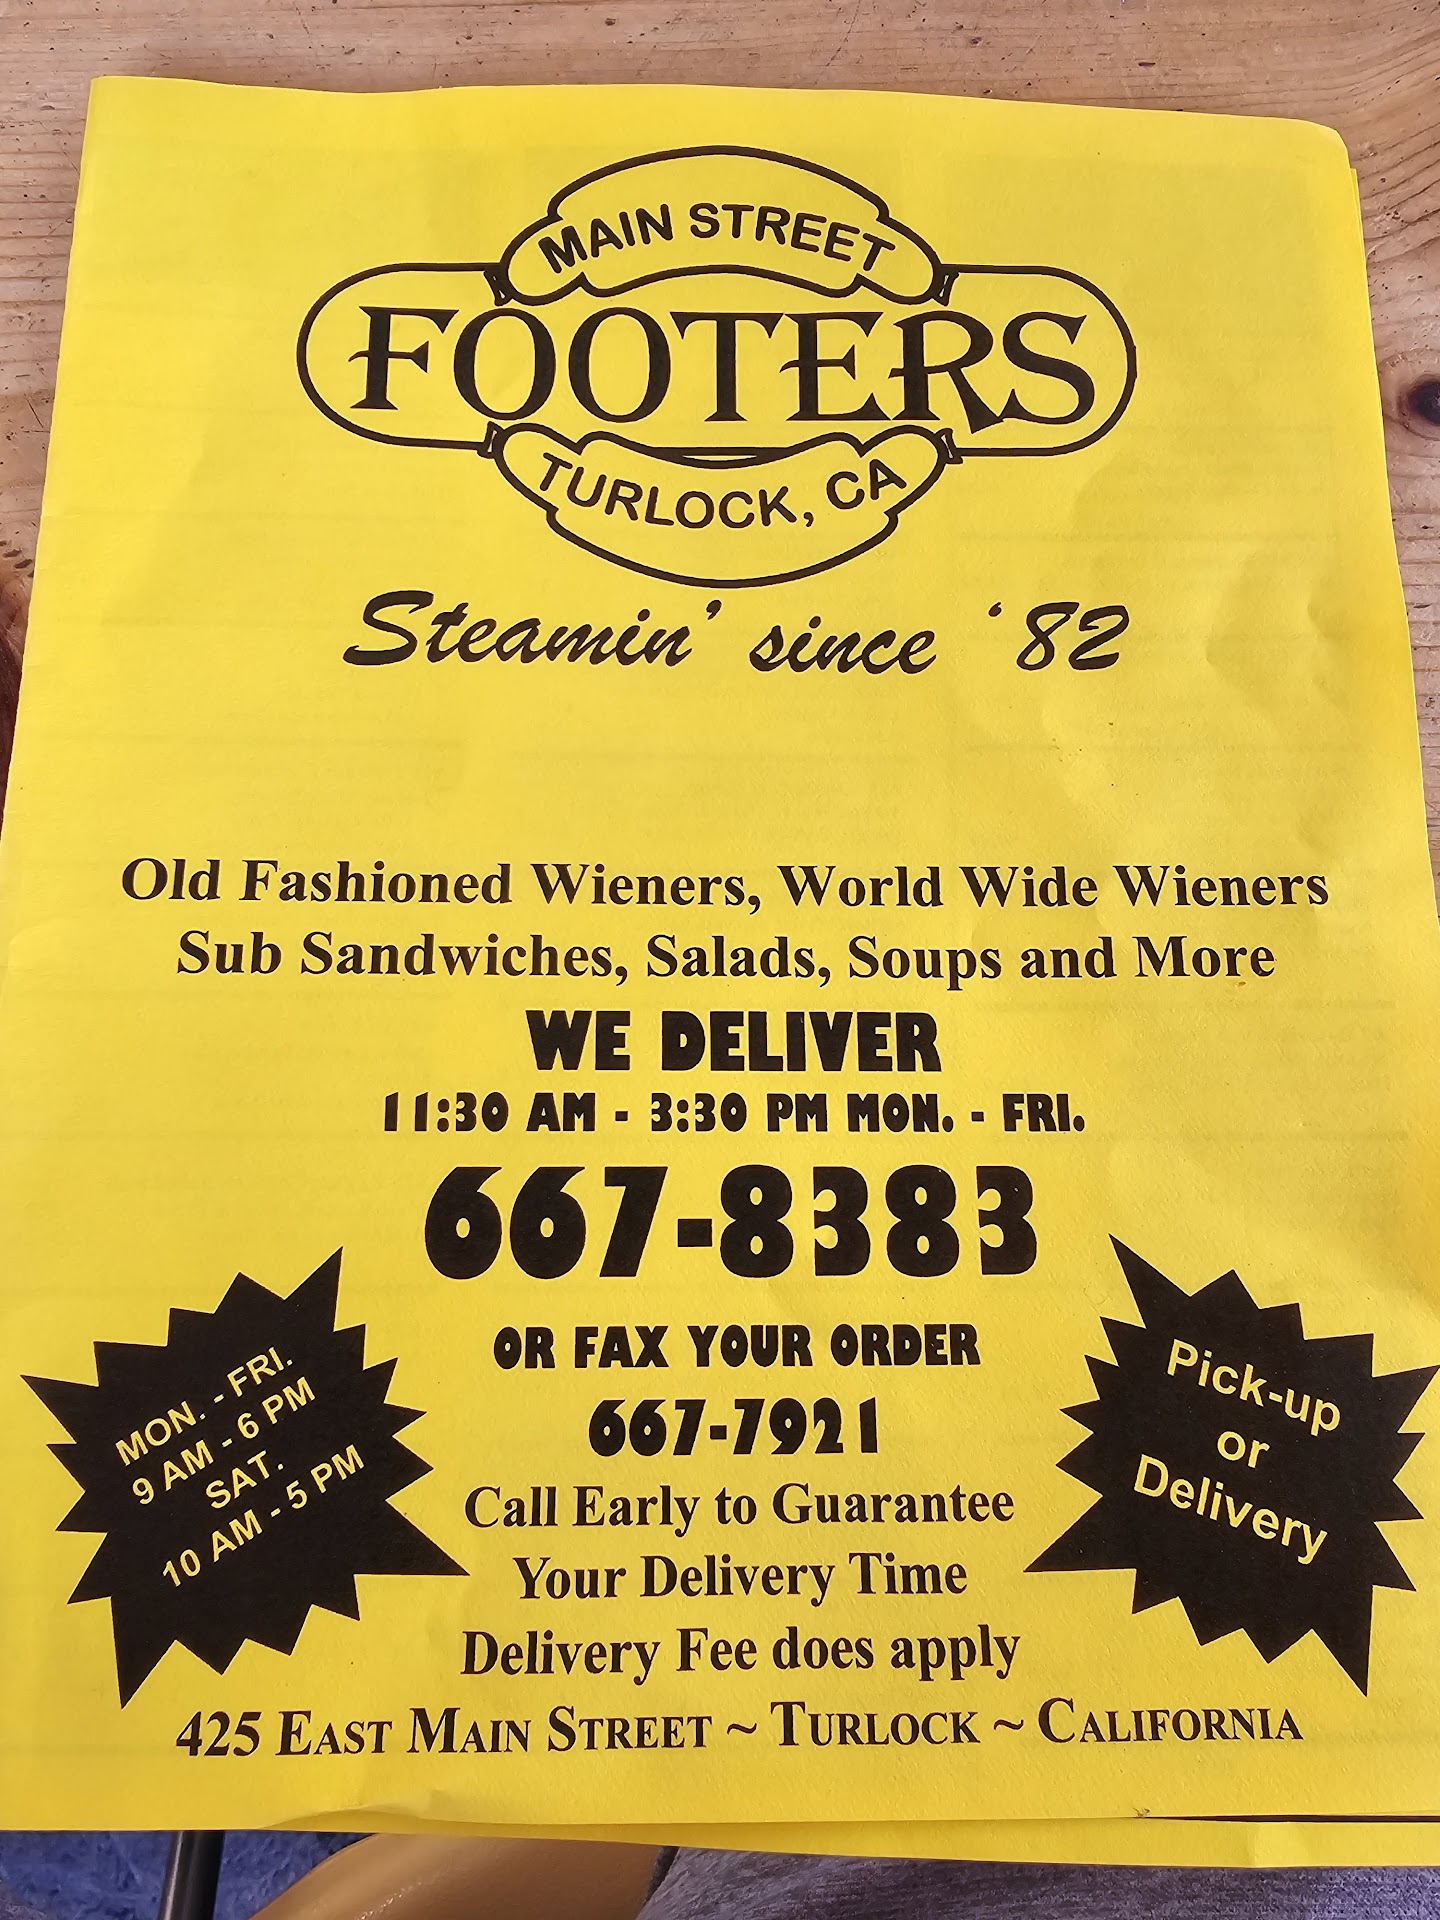 MAIN STREET
FOOTERS
TURLOCK, CA
Steamin' since '82
Old Fashioned Wieners, World Wide Wieners
Sub Sandwiches, Salads, Soups and More
WE DELIVER
11:30 AM - 3:30 PM MON. - FRI.
667-8383
OR FAX YOUR ORDER
667-7921
MON. - FRI.
9 AM - 6 PM
SAT.
10 AM - 5 PM
Pick-up
or
Delivery
Call Early to Guarantee
Your Delivery Time
Delivery Fee does apply
425 EAST MAIN STREET ~ TURLOCK ~ CALIFORNIA